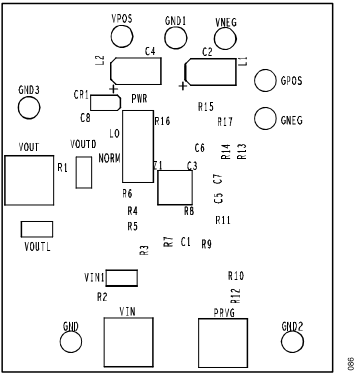 VPOS
GND1
VNEG
L2
C4
C2
L1
GPOS
GND3
CR1
PWR
C8
R15
GNEG
LO
R16
R17
VOUT
VOUTD
C6
R14
R13
R1
NORM
Z1
C3
C7
R6
C5
R4
R8
R5
R11
VOUTL
R3
R7
C1
R9
VIN1
R10
R2
R12
VIN
PRVG
GND
GND2
086